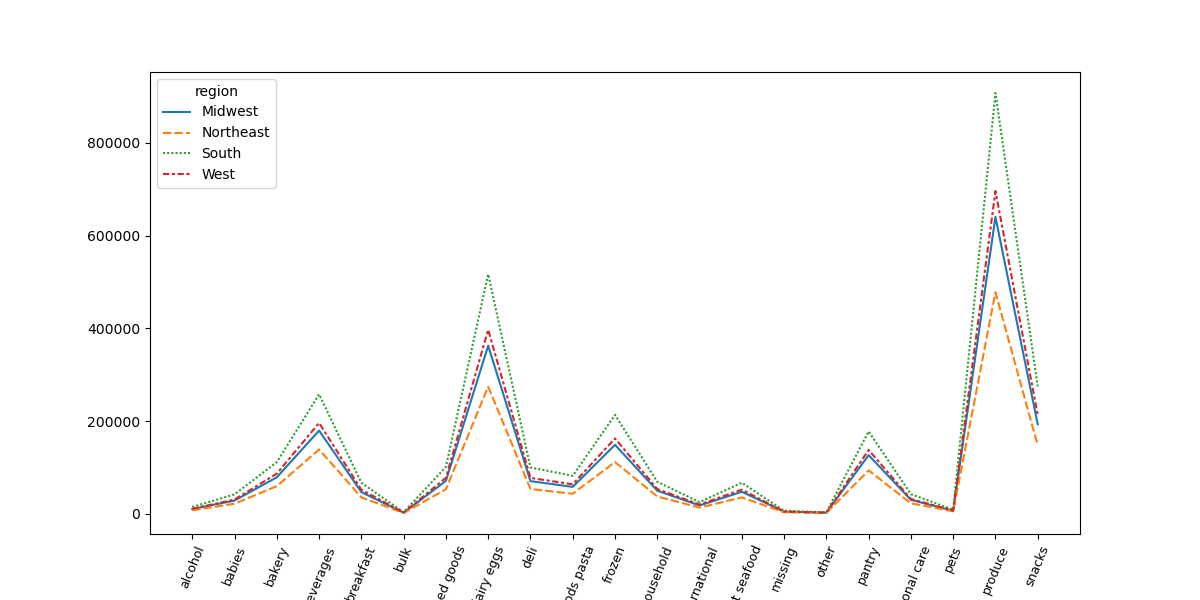 region
Midwest
Northeast
South
West
800000
600000
400000
200000
0
alcohol
babies
bakery
everages
breakfast
bulk
ed goods
airy eggs
deli
ods pasta
frozen
ousehold
rnational
t seafood
missing
other
pantry
onal care
pets
produce
snacks